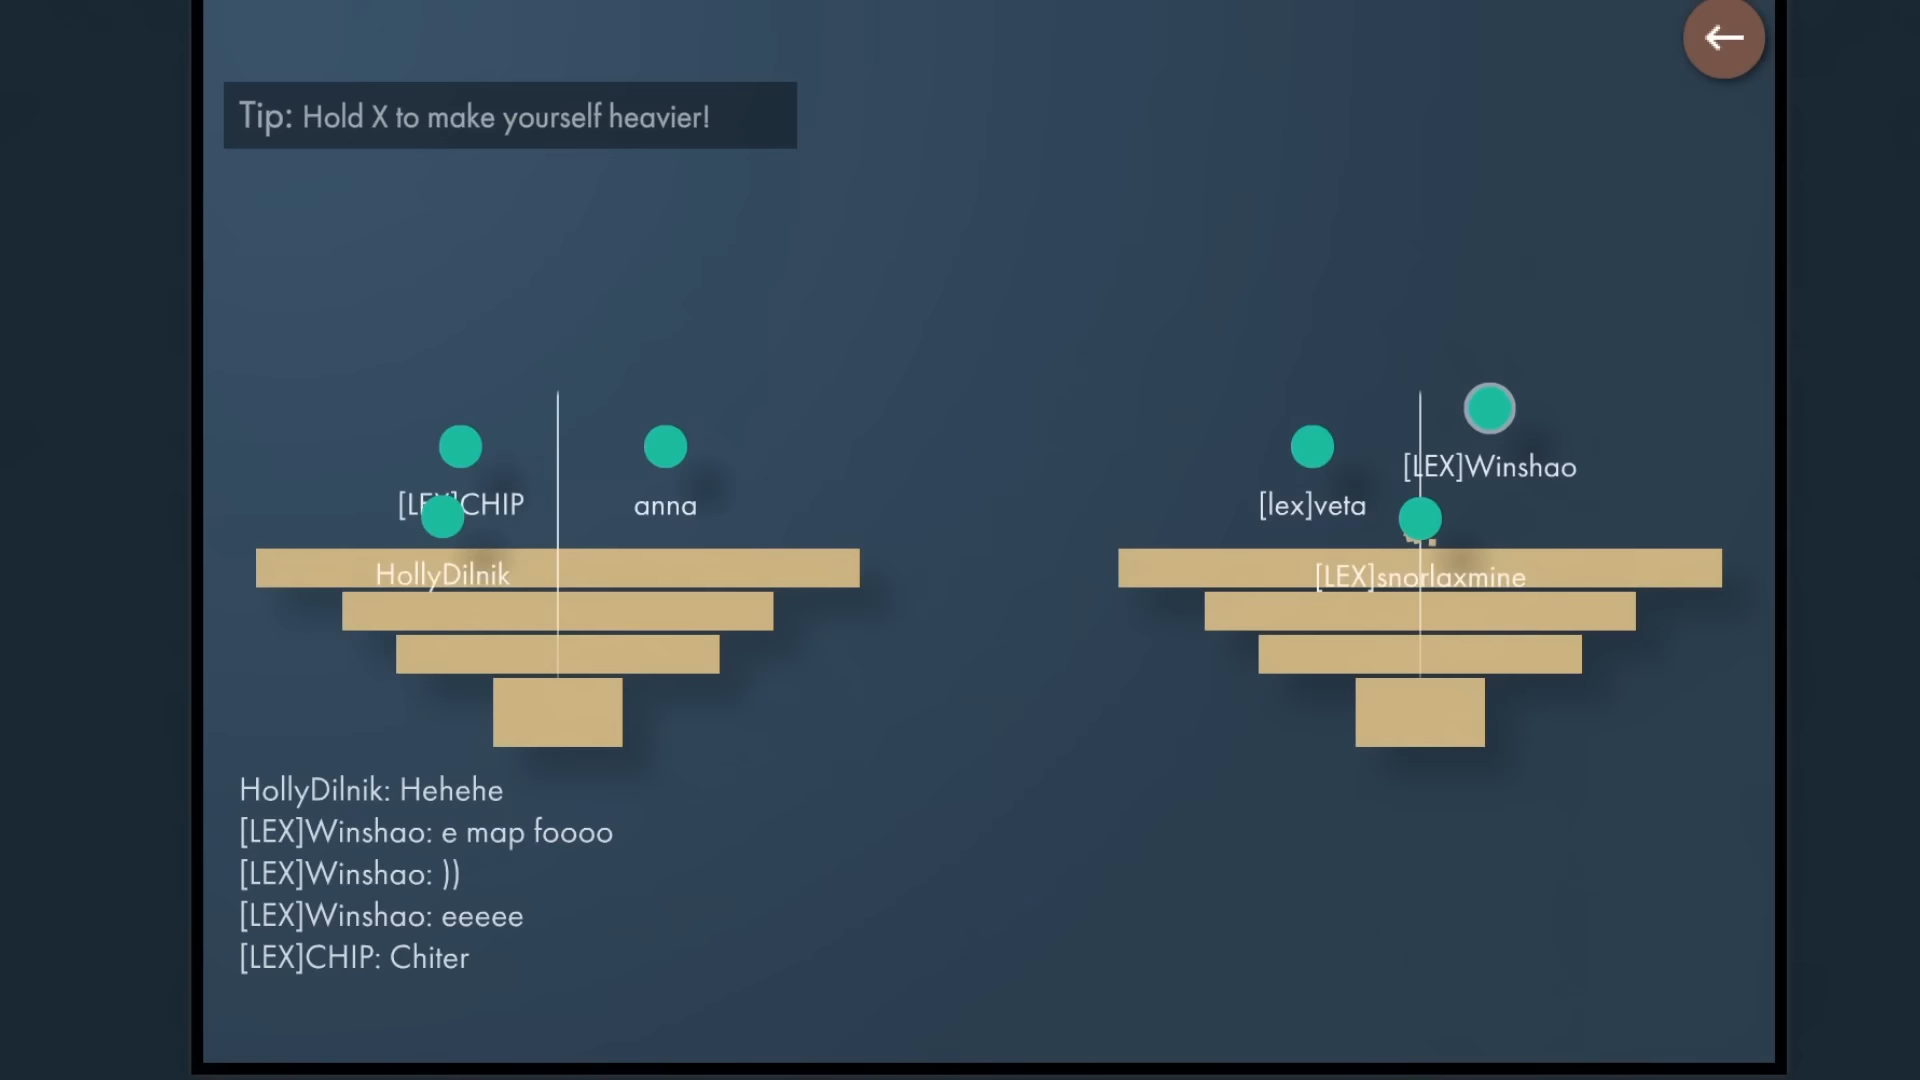 Tip: Hold X to make yourself heavier!
[LEX]Winshao
[LEX]CHIP
anna
[lex]veta
HollyDilnik
[LEX]snorlaxmine
HollyDilnik: Hehehe
[LEX]Winshao: e map foooo
[LEX]Winshao: ))
[LEX]Winshao: eeeee
[LEX]CHIP: Chiter